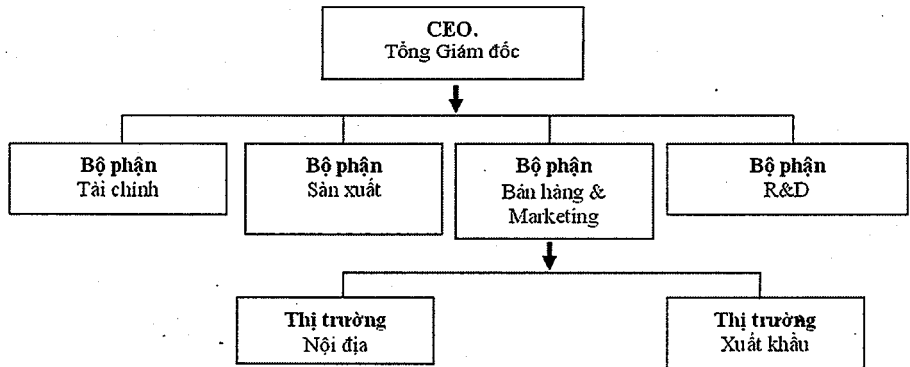 CEO.
Tổng Giám đốc
Bộ phận
Tài chính
Bộ phận
Sản xuất
Bộ phận
Bán hàng &
Marketing
Bộ phận
R&D
Thị trường
Nội địa
Thị trường
Xuất khẩu